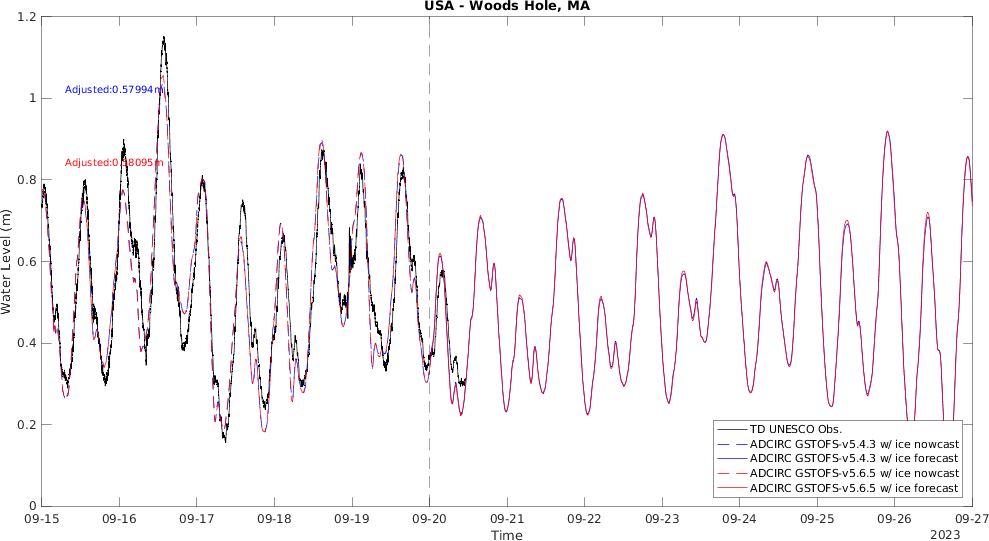 USA - Woods Hole, MA
1.2
1
0.8
0.6
0.4
0.2
0
Water Level (m)
Adjusted:0.57994m
Adjusted:0.58095m
TD UNESCO Obs.
ADCIRC GSTOFS-v5.4.3 w/ ice nowcast
ADCIRC GSTOFS-v5.4.3 w/ ice forecast
ADCIRC GSTOFS-v5.6.5 w/ ice nowcast
ADCIRC GSTOFS-v5.6.5 w/ ice forecast
09-15 09-16 09-17 09-18 09-19 09-20 09-21 09-22 09-23 09-24 09-25 09-26 09-27
Time
2023